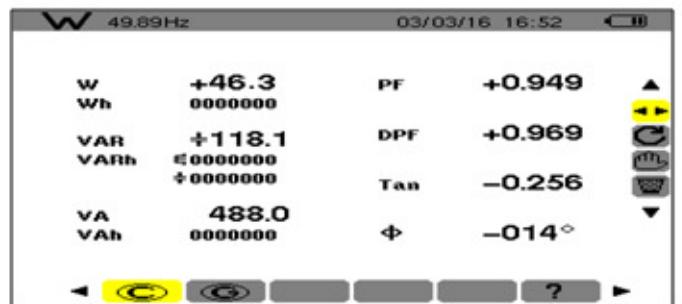 W 49.89Hz 03/03/16 16:52
W +46.3 PF +0.949
Wh 0000000
VAR ÷118.1 DPF +0.969
VARh 0000000
÷0000000 Tan −0.256
VA 488.0
VAh 0000000 Φ −014°
?